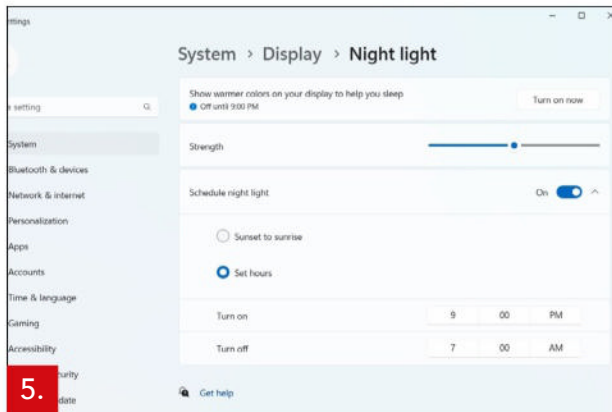 ttings
System > Display > Night light
Show warmer colors on your display to help you sleep
Off until 9:00 PM
Turn on now
a setting
System
Bluetooth & devices
Network & internet
Personalization
Apps
Accounts
Time & language
Gaming
Accessibility
curity
date
Strength
Schedule night light
On
Sunset to sunrise
Set hours
Turn on
9 00 PM
Turn off
7 00 AM
Get help
5.